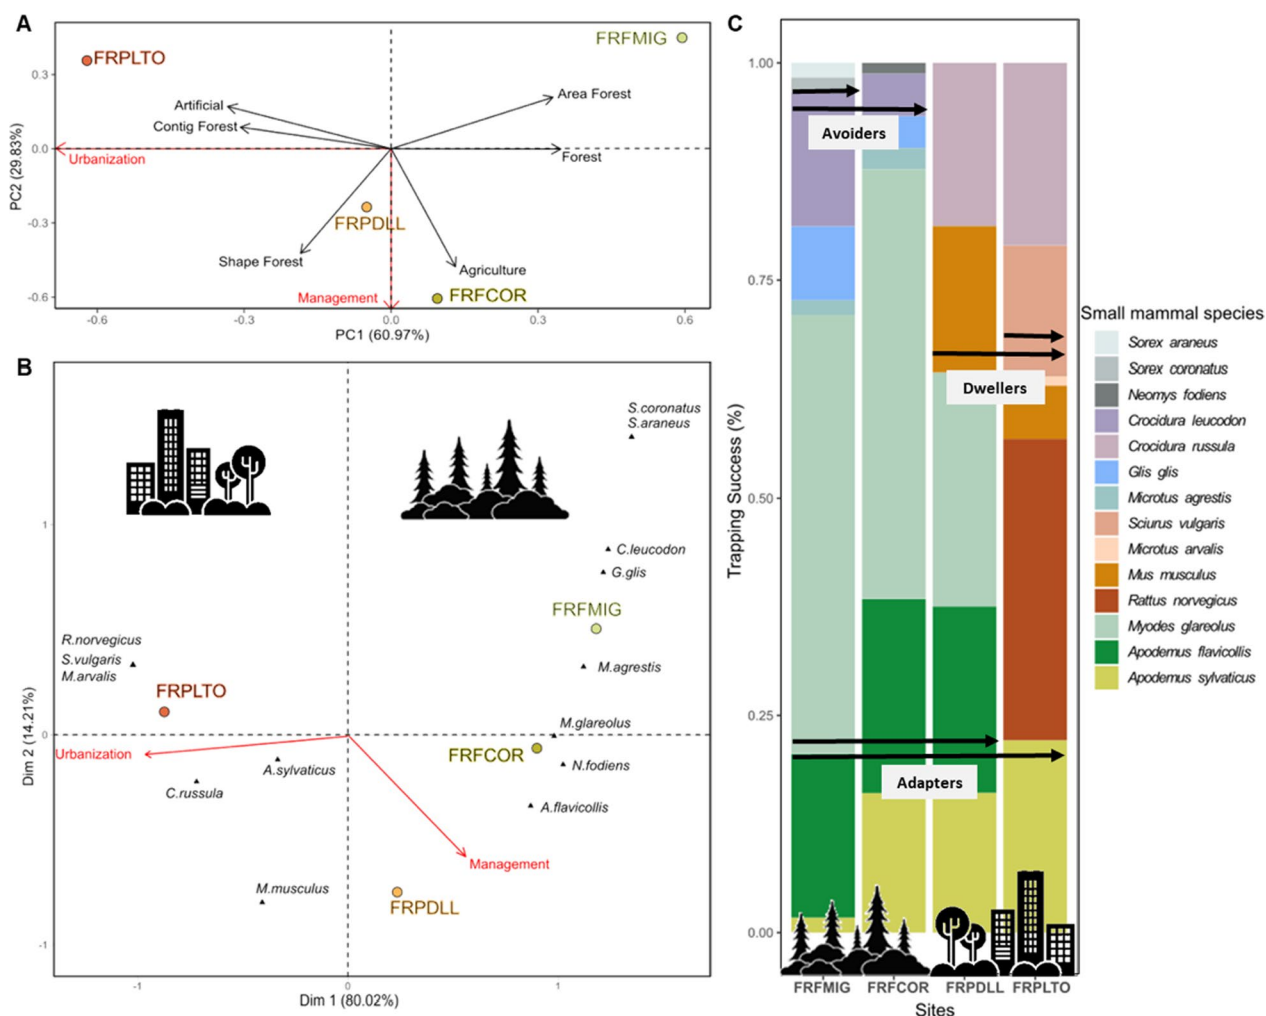 A
FRPLTO
FRFMIG
Artificial
Contig Forest
Area Forest
Urbanization
Forest
FRPDLL
Shape Forest
Agriculture
Management
FRFCOR
0.3
0.0
-0.3
-0.6
PC2 (29.83%)
-0.6
-0.3
0.0
0.3
0.6
PC1 (60.97%)
B
S.coronatus
S.araneus
C.leucodon
G.glis
FRFMIG
R.norvegicus
S.vulgaris
M.arvalis
M.agrestis
FRPLTO
M.glareolus
Urbanization
FRFCOR
N.fodiens
A.sylvaticus
C.russula
A.flavicollis
Management
M.musculus
FRPDLL
1
0
-1
Dim 2 (14.21%)
-1
0
1
Dim 1 (80.02%)
C
1.00
0.75
0.50
0.25
0.00
Trapping Success (%)
Avoiders
Dwellers
Adapters
FRFMIG
FRFCOR
FRPDLL
FRPLTO
Sites
Small mammal species
Sorex araneus
Sorex coronatus
Neomys fodiens
Crocidura leucodon
Crocidura russula
Glis glis
Microtus agrestis
Sciurus vulgaris
Microtus arvalis
Mus musculus
Rattus norvegicus
Myodes glareolus
Apodemus flavicollis
Apodemus sylvaticus